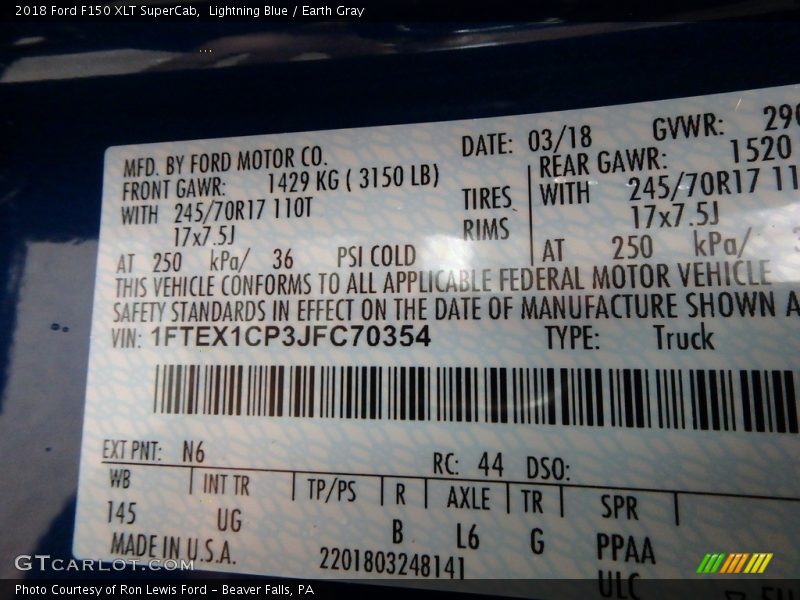 2018 Ford F150 XLT SuperCab, Lightning Blue / Earth Gray
MFD. BY FORD MOTOR CO. DATE: 03/18 GVWR:
FRONT GAWR: 1429 KG ( 3150 LB) REAR GAWR: 1520
WITH 245/70R17 110T TIRES WITH 245/70R17
17x7.5J RIMS 17x7.5J
AT 250 kPa/ 36 PSI COLD AT 250 kPa/
THIS VEHICLE CONFORMS TO ALL APPLICABLE FEDERAL MOTOR VEHICLE
SAFETY STANDARDS IN EFFECT ON THE DATE OF MANUFACTURE SHOWN
VIN: 1FTEX1CP3JFC70354 TYPE: Truck
EXT PNT: N6 RC: 44 DSO:
WB INT TR TP/PS R AXLE TR SPR
145 UG B L6 G PPAA
MADE IN U.S.A. 2201803248141 ULC
GTcarlot.com
Photo Courtesy of Ron Lewis Ford - Beaver Falls, PA